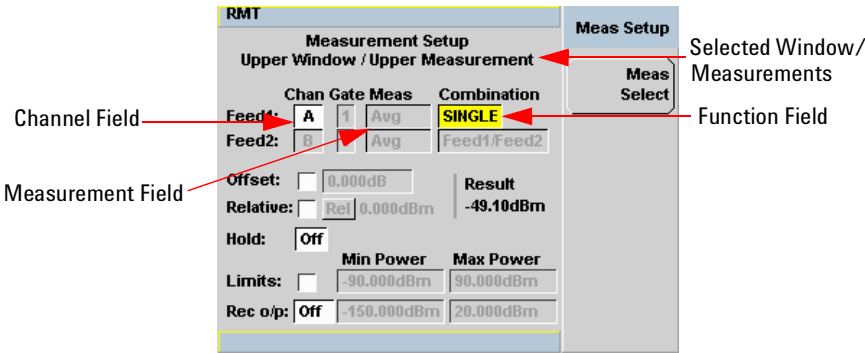 RMT
Meas Setup
Measurement Setup
Upper Window / Upper Measurement
Selected Window/
Measurements
Meas
Select
Chan Gate Meas Combination
Channel Field
Feed1: A 1 Avg SINGLE
Function Field
Feed2: B Avg Feed1/Feed2
Measurement Field
Offset: 0.000dB
Result
Relative: Rel 0.000dBm
-49.10dBm
Hold: Off
Min Power Max Power
Limits: -90.000dBm 90.000dBm
Rec o/p: Off -150.000dBm 20.000dBm